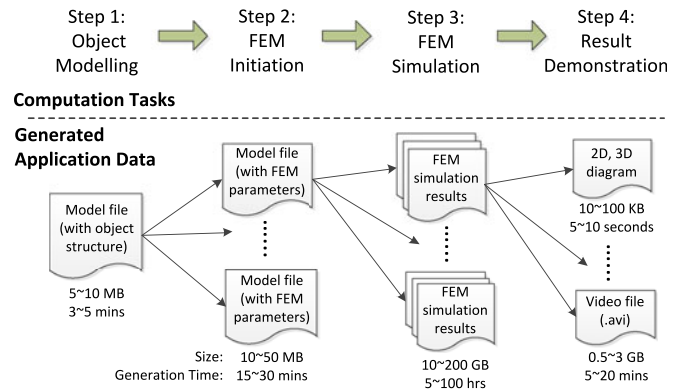 Step 1:
Object
Modelling
Step 2:
FEM
Initiation
Step 3:
FEM
Simulation
Step 4:
Result
Demonstration
Computation Tasks
Generated
Application Data
Model file
(with object
structure)
5~10 MB
3~5 mins
Model file
(with FEM
parameters)
Model file
(with FEM
parameters)
Size: 10~50 MB
Generation Time: 15~30 mins
FEM
simulation
results
FEM
simulation
results
10~200 GB
5~100 hrs
2D, 3D
diagram
10~100 KB
5~10 seconds
Video file
(.avi)
0.5~3 GB
5~20 mins